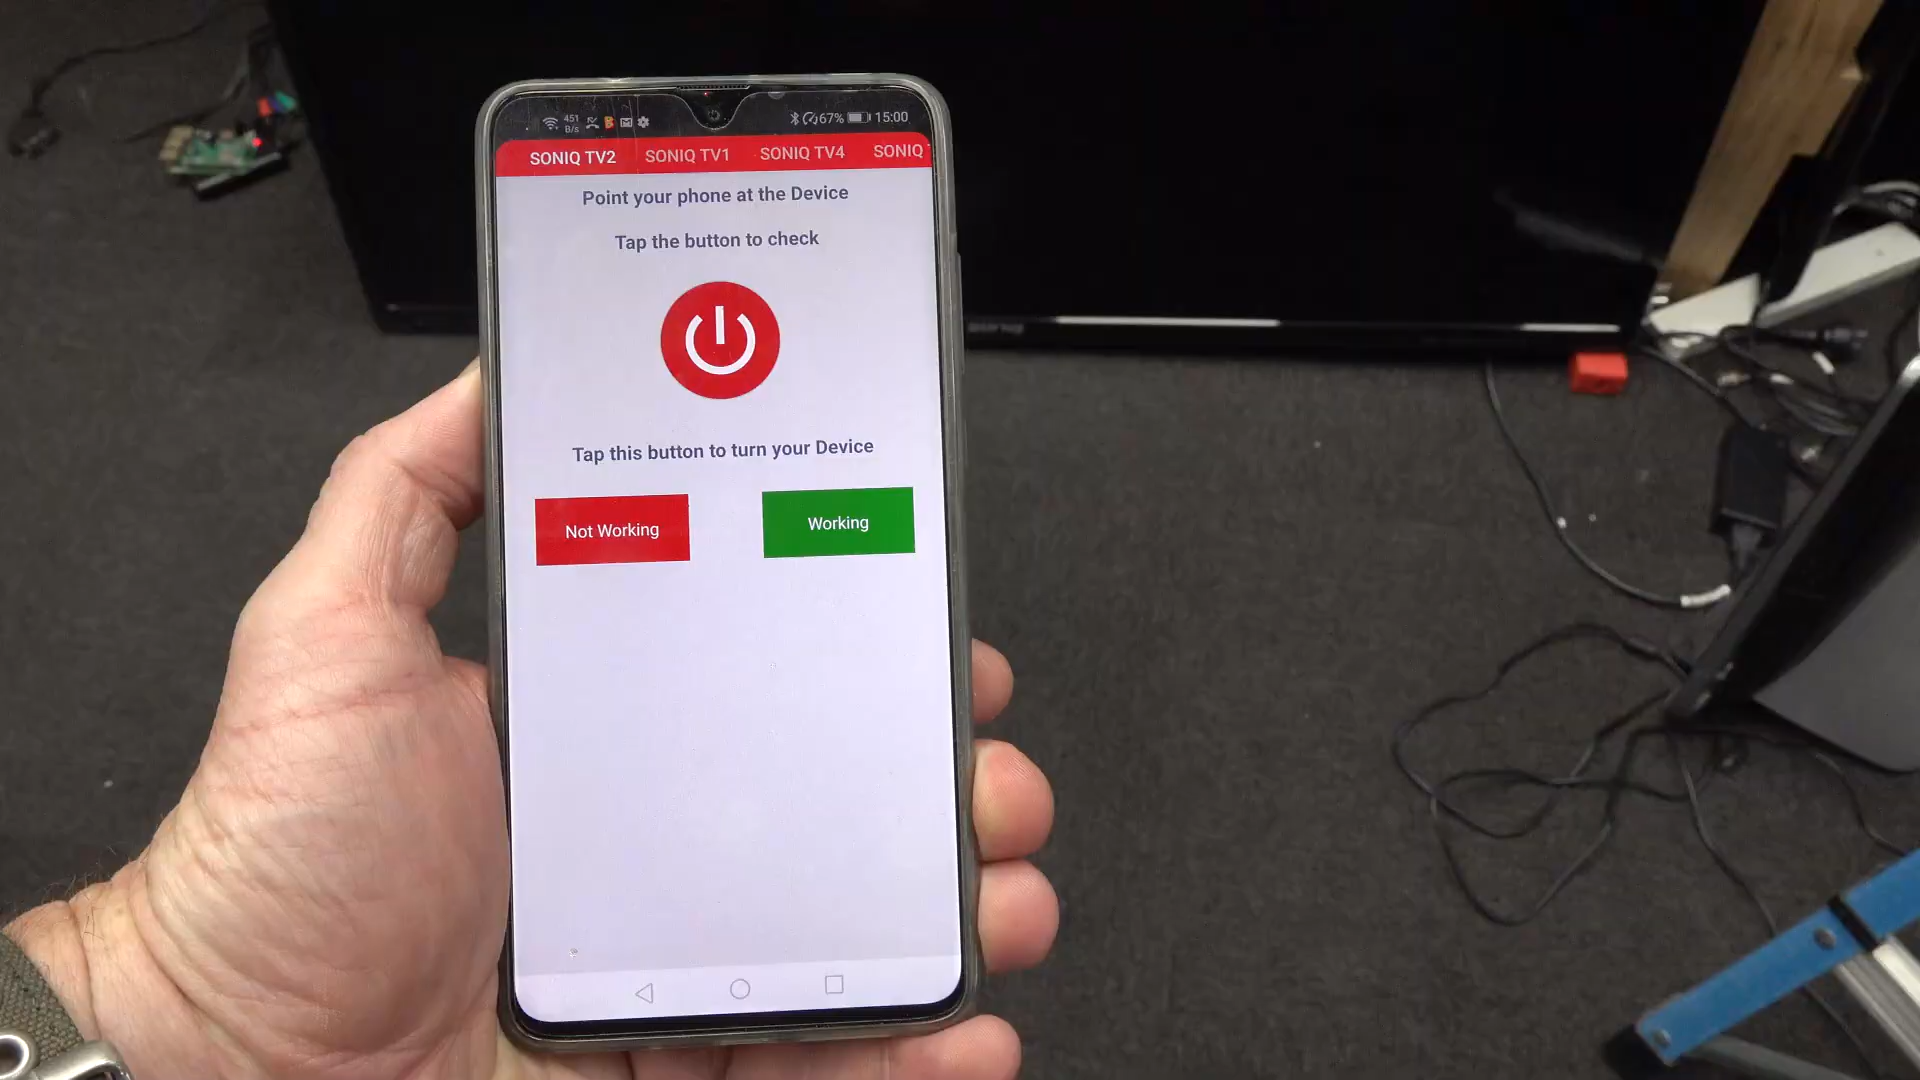 451 B/s 67% 15:00
SONIQ TV2 SONIQ TV1 SONIQ TV4 SONIQ
Point your phone at the Device
Tap the button to check
Tap this button to turn your Device
Not Working Working